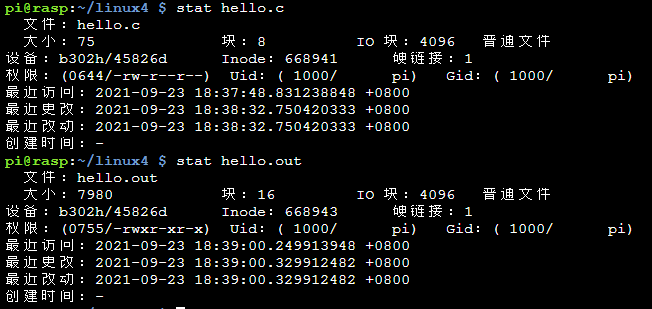 pi@rasp:~/linux4 $ stat hello.c
文件：hello.c
大小：75 块：8 IO 块：4096 普通文件
设备：b302h/45826d Inode: 668941 硬链接：1
权限：(0644/-rw-r--r--) Uid: ( 1000/ pi) Gid: ( 1000/ pi)
最近访问：2021-09-23 18:37:48.831238848 +0800
最近更改：2021-09-23 18:38:32.750420333 +0800
最近改动：2021-09-23 18:38:32.750420333 +0800
创建时间：-
pi@rasp:~/linux4 $ stat hello.out
文件：hello.out
大小：7980 块：16 IO 块：4096 普通文件
设备：b302h/45826d Inode: 668943 硬链接：1
权限：(0755/-rwxr-xr-x) Uid: ( 1000/ pi) Gid: ( 1000/ pi)
最近访问：2021-09-23 18:39:00.249913948 +0800
最近更改：2021-09-23 18:39:00.329912482 +0800
最近改动：2021-09-23 18:39:00.329912482 +0800
创建时间：-